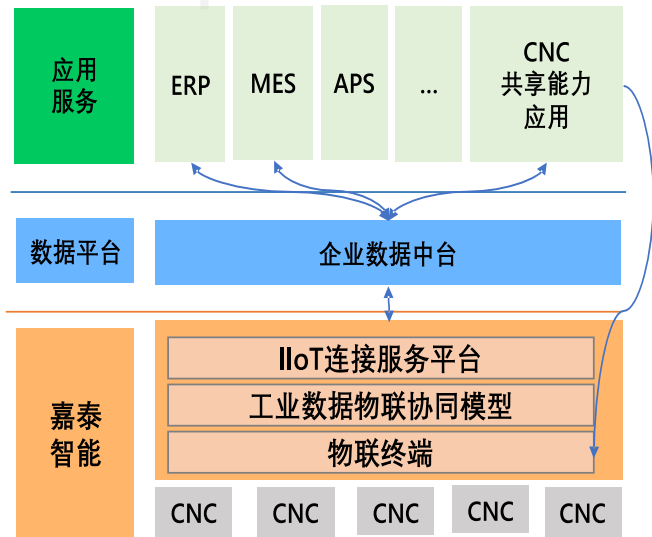 应用
服务
ERP
MES
APS
...
CNC
共享能力
应用
数据平台
企业数据中台
嘉泰
智能
IIoT连接服务平台
工业数据物联协同模型
物联终端
CNC
CNC
CNC
CNC
CNC